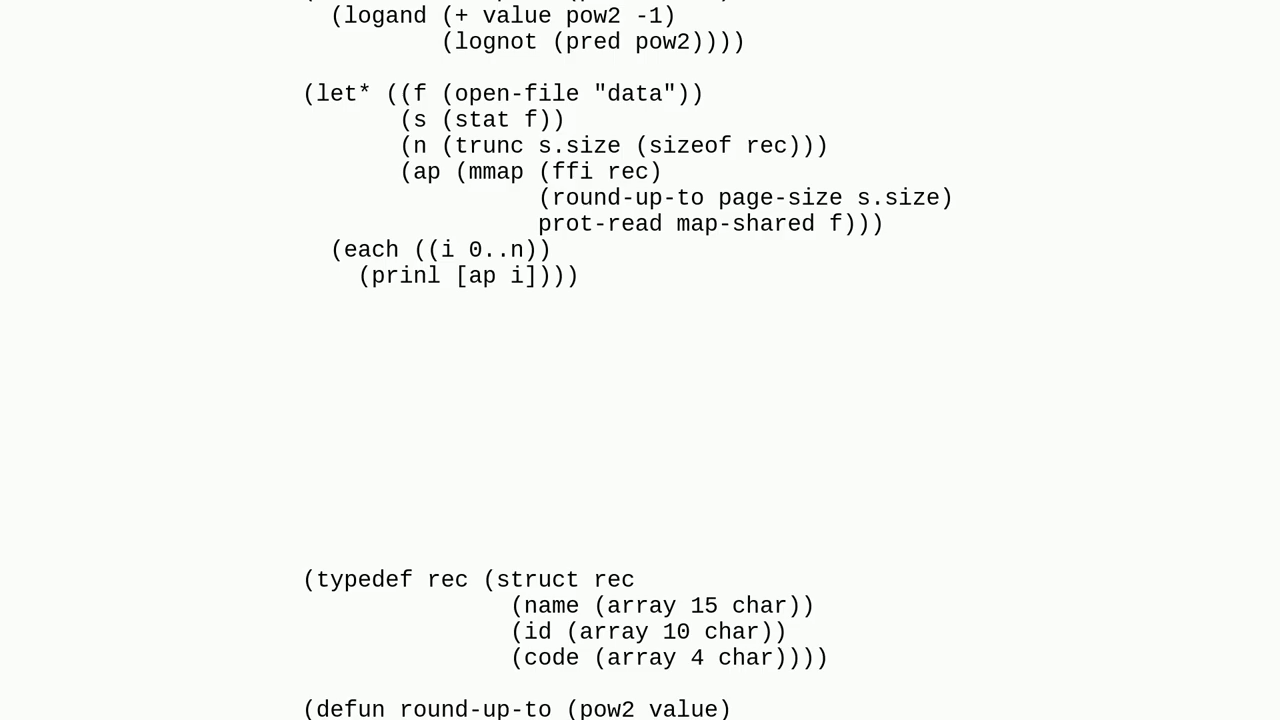 (logand (+ value pow2 -1)
(lognot (pred pow2))))
(let* ((f (open-file "data"))
(s (stat f))
(n (trunc s.size (sizeof rec)))
(ap (mmap (ffi rec)
(round-up-to page-size s.size)
prot-read map-shared f)))
(each ((i 0..n))
(prinl [ap i])))
(typedef rec (struct rec
(name (array 15 char))
(id (array 10 char))
(code (array 4 char))))
(defun round-up-to (pow2 value)